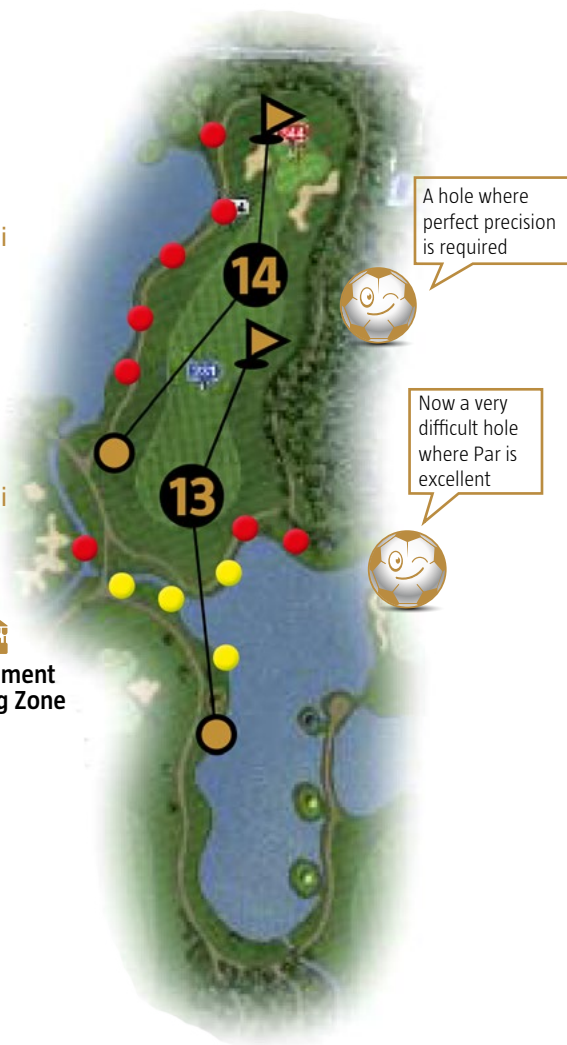 i
A hole where
perfect precision
is required
14
Now a very
difficult hole
where Par is
excellent
i
13
ment
g Zone